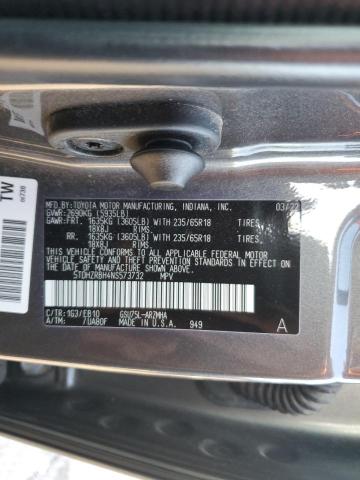 MFD.BY:TOYOTA MOTOR MANUFACTURING, INDIANA, INC. 03/22
GVWR:2690KG (5935LB)
GAWR:FRT. 1635KG (3605LB) WITH 235/65R18 TIRES,
18X8J RIMS,
RR. 1635KG (3605LB) WITH 235/65R18 TIRES,
18X8J RIMS,
THIS VEHICLE CONFORMS TO ALL APPLICABLE FEDERAL MOTOR
VEHICLE SAFETY AND THEFT PREVENTION STANDARDS IN
EFFECT ON THE DATE OF MANUFACTURE SHOWN ABOVE.
5TDHZRBH4NS573732 MPV
C/TR:1G3/EB10 GSU75L-ARZMHA
A/TM: /UA80F MADE IN U.S.A. 949 A
TW